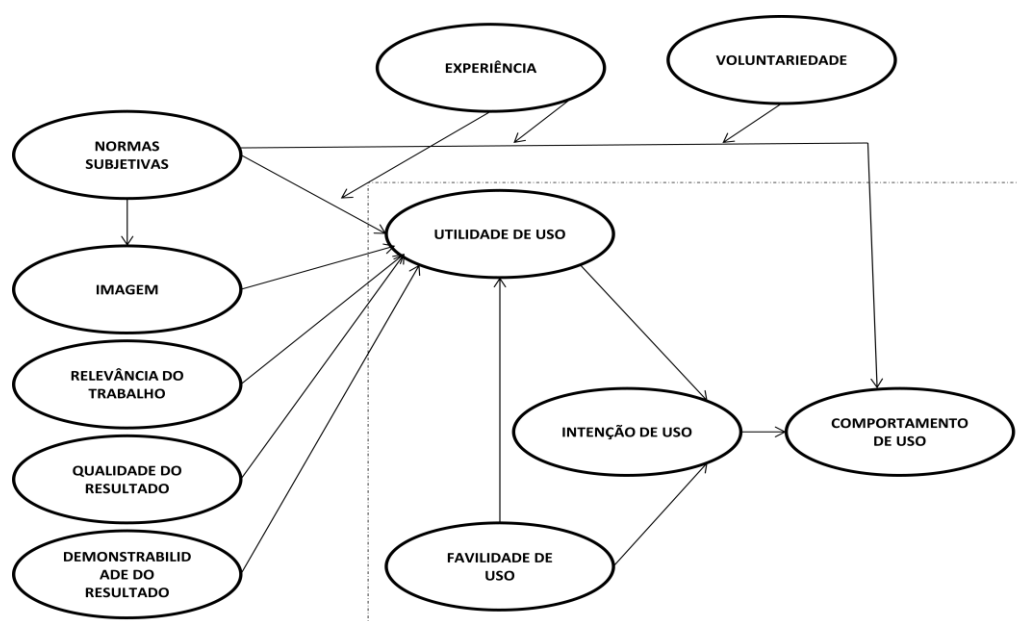 EXPERIÊNCIA
VOLUNTARIEDADE
NORMAS
SUBJETIVAS
UTILIDADE DE USO
IMAGEM
RELEVÂNCIA DO
TRABALHO
INTENÇÃO DE USO
COMPORTAMENTO
DE USO
QUALIDADE DO
RESULTADO
DEMONSTRABILID
ADE DO
RESULTADO
FAVILIDADE DE
USO